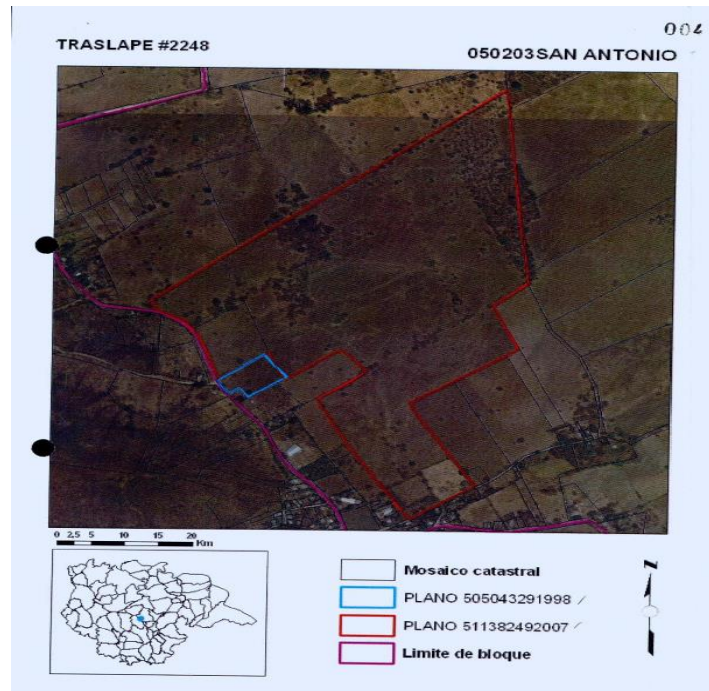 004
TRASLAPE #2248
050203SAN ANTONIO
0 2,5 5 10 15 20
Km
Mosaico catastral
PLANO 505043291998
PLANO 511382492007
Limite de bloque
N